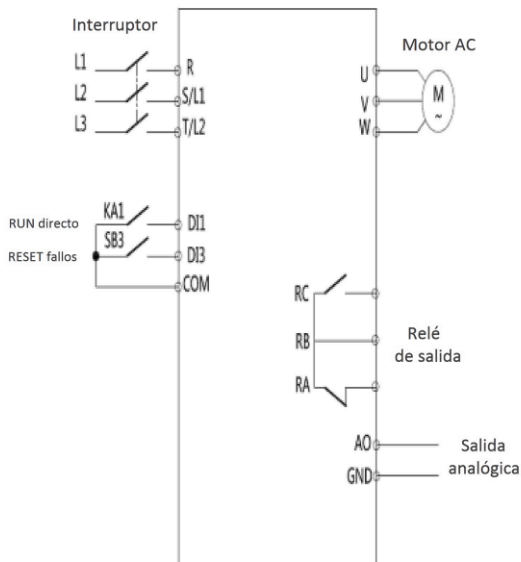 Interruptor
L1
R
L2
S/L1
L3
T/L2
Motor AC
U
V
W
M
~
KA1
RUN directo
DI1
SB3
RESET fallos
DI3
COM
RC
RB
RA
Relé
de salida
AO
GND
Salida
analógica